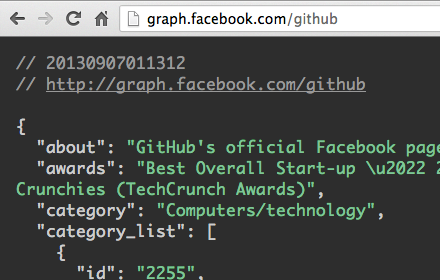 graph.facebook.com/github
// 20130907011312
// http://graph.facebook.com/github
{
"about": "GitHub's official Facebook page
"awards": "Best Overall Start-up \u2022 2
Crunchies (TechCrunch Awards)",
"category": "Computers/technology",
"category_list": [
{
"id": "2255",